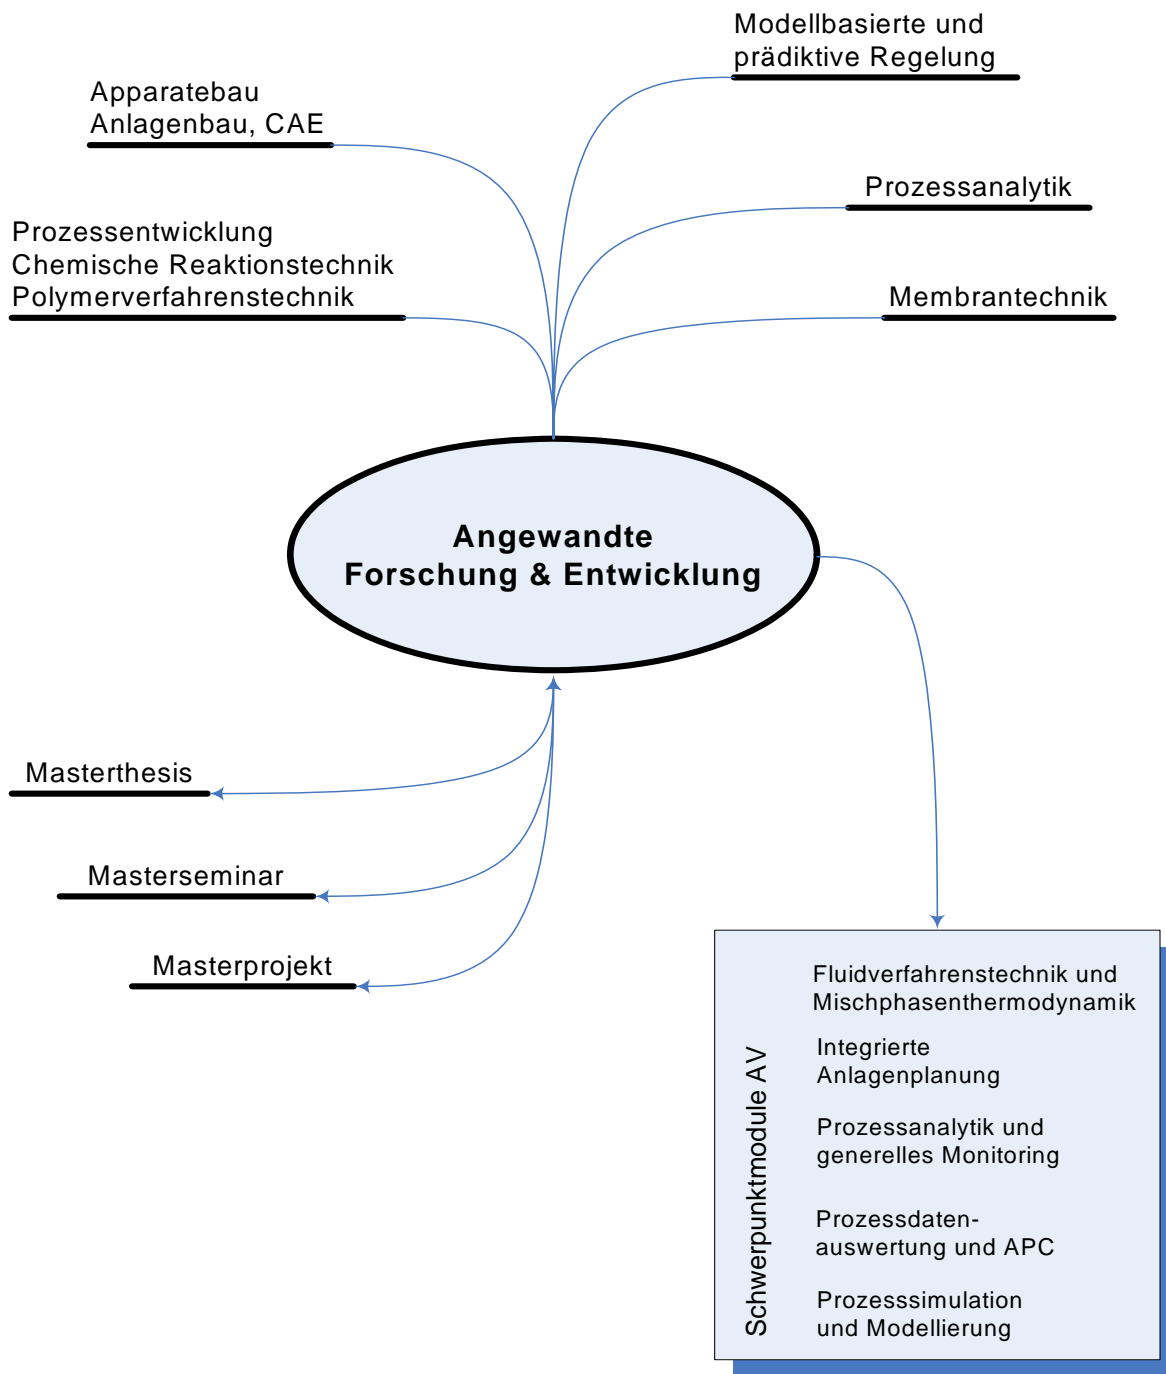 Modellbasierte und
prädiktive Regelung
Apparatebau
Anlagenbau, CAE
Prozessanalytik
Prozessentwicklung
Chemische Reaktionstechnik
Polymerverfahrenstechnik
Membrantechnik
Angewandte
Forschung & Entwicklung
Masterthesis
Masterseminar
Masterprojekt
Schwerpunktmodule AV
Fluidverfahrenstechnik und
Mischphasenthermodynamik
Integrierte
Anlagenplanung
Prozessanalytik und
generelles Monitoring
Prozessdaten-
auswertung und APC
Prozesssimulation
und Modellierung